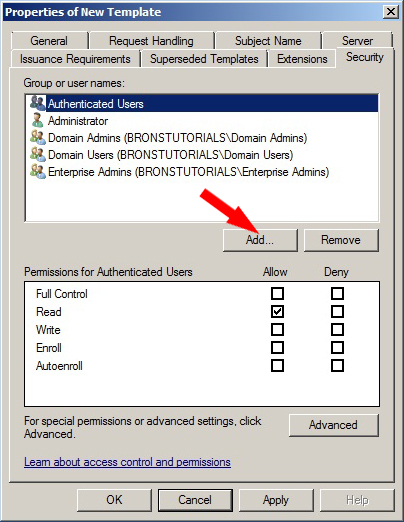 Properties of New Template
General
Request Handling
Subject Name
Server
Issuance Requirements
Superseded Templates
Extensions
Security
Group or user names:
Authenticated Users
Administrator
Domain Admins (BRONSTUTORIALS\Domain Admins)
Domain Users (BRONSTUTORIALS\Domain Users)
Enterprise Admins (BRONSTUTORIALS\Enterprise Admins)
Add...
Remove
Permissions for Authenticated Users
Allow
Deny
Full Control
Read
Write
Enroll
Autoenroll
For special permissions or advanced settings, click
Advanced.
Advanced
Learn about access control and permissions
OK
Cancel
Apply
Help